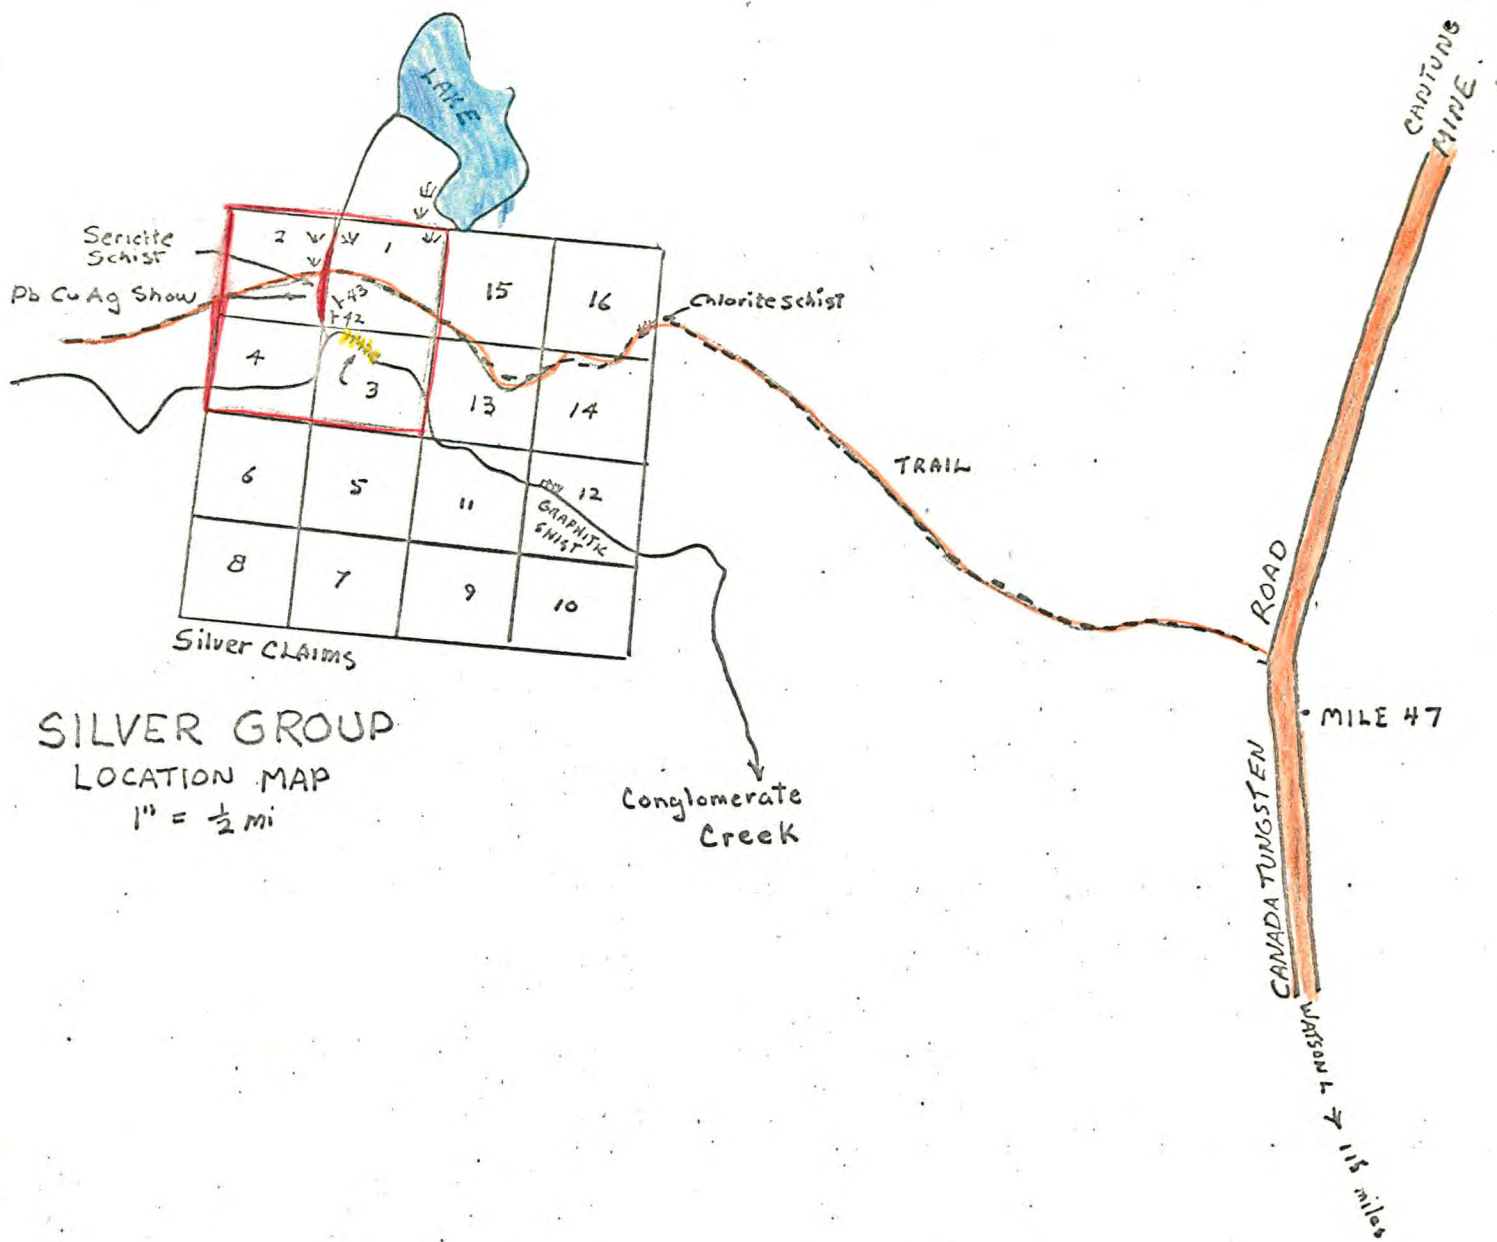 CANTUNG
MINE.
LAKE
Sericite
Schist
Pb Cu Ag Show
2
1
15
16
Chlorite schist
43
42
4
3
13
14
TRAIL
6
5
11
12
GRAPHITIC
SHIST
8
7
9
10
Silver CLAIMS
ROAD
CANADA TUNGSTEN
MILE 47
SILVER GROUP
LOCATION MAP
1" = 1/2 mi
Conglomerate
Creek
WATSON L
115 miles